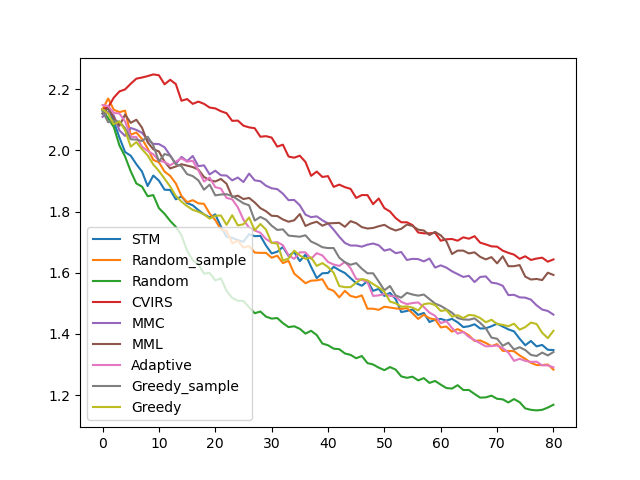 2.2
2.0
1.8
1.6
1.4
1.2
STM
Random_sample
Random
CVIRS
MMC
MML
Adaptive
Greedy_sample
Greedy
0 10 20 30 40 50 60 70 80